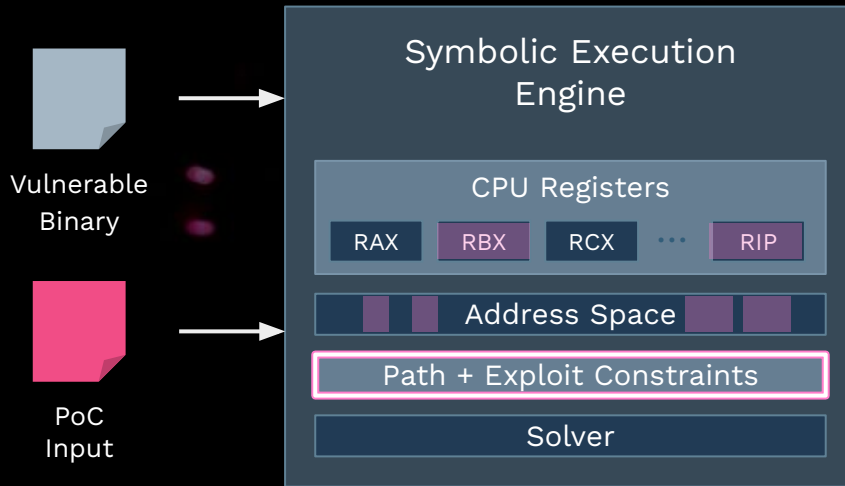 Symbolic Execution
Engine
Vulnerable
Binary
CPU Registers
RAX RBX RCX ... RIP
Address Space
Path + Exploit Constraints
PoC
Input
Solver